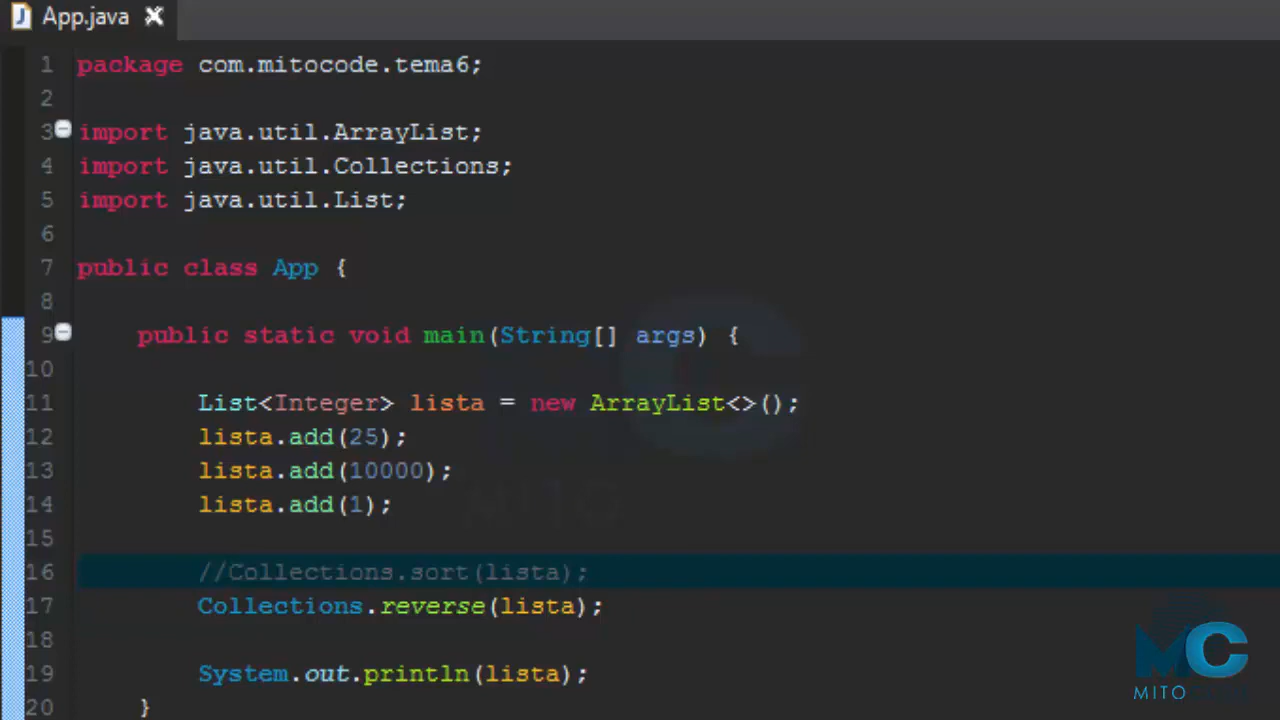 App.java
1 package com.mitocode.tema6;
2
3 import java.util.ArrayList;
4 import java.util.Collections;
5 import java.util.List;
6
7 public class App {
8
9 public static void main(String[] args) {
10
11 List<Integer> lista = new ArrayList<>();
12 lista.add(25);
13 lista.add(10000);
14 lista.add(1);
15
16 //Collections.sort(lista);
17 Collections.reverse(lista);
18
19 System.out.println(lista);
20 }
MITO
MC
MITOCODE